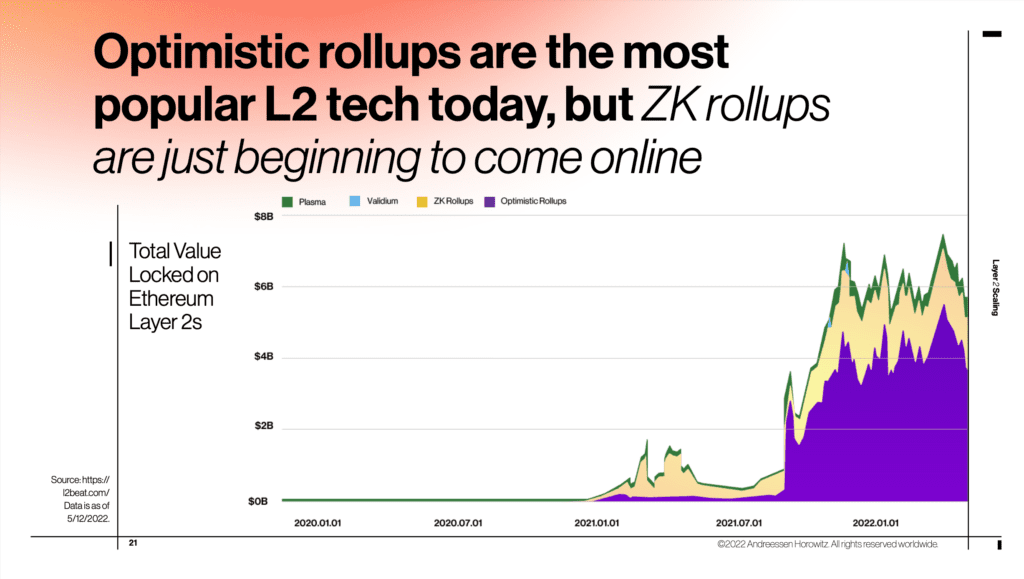 Optimistic rollups are the most
popular L2 tech today, but ZK rollups
are just beginning to come online
Plasma
Validium
ZK Rollups
Optimistic Rollups
Total Value
Locked on
Ethereum
Layer 2s
$8B
$6B
$4B
$2B
$0B
2020.01.01
2020.07.01
2021.01.01
2021.07.01
2022.01.01
Layer 2 Scaling
Source: https://
l2beat.com/
Data is as of
5/12/2022.
21
©2022 Andreessen Horowitz. All rights reserved worldwide.